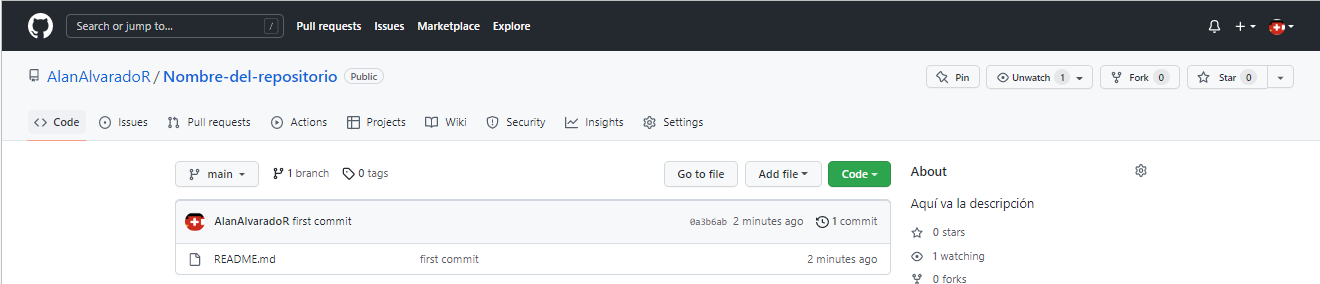 Search or jump to... / Pull requests Issues Marketplace Explore
AlanAlvaradoR / Nombre-del-repositorio Public Pin Unwatch 1 Fork 0 Star 0
Code Issues Pull requests Actions Projects Wiki Security Insights Settings
main 1 branch 0 tags Go to file Add file Code
AlanAlvaradoR first commit 0a3b6ab 2 minutes ago 1 commit
README.md first commit 2 minutes ago
About
Aquí va la descripción
0 stars
1 watching
0 forks